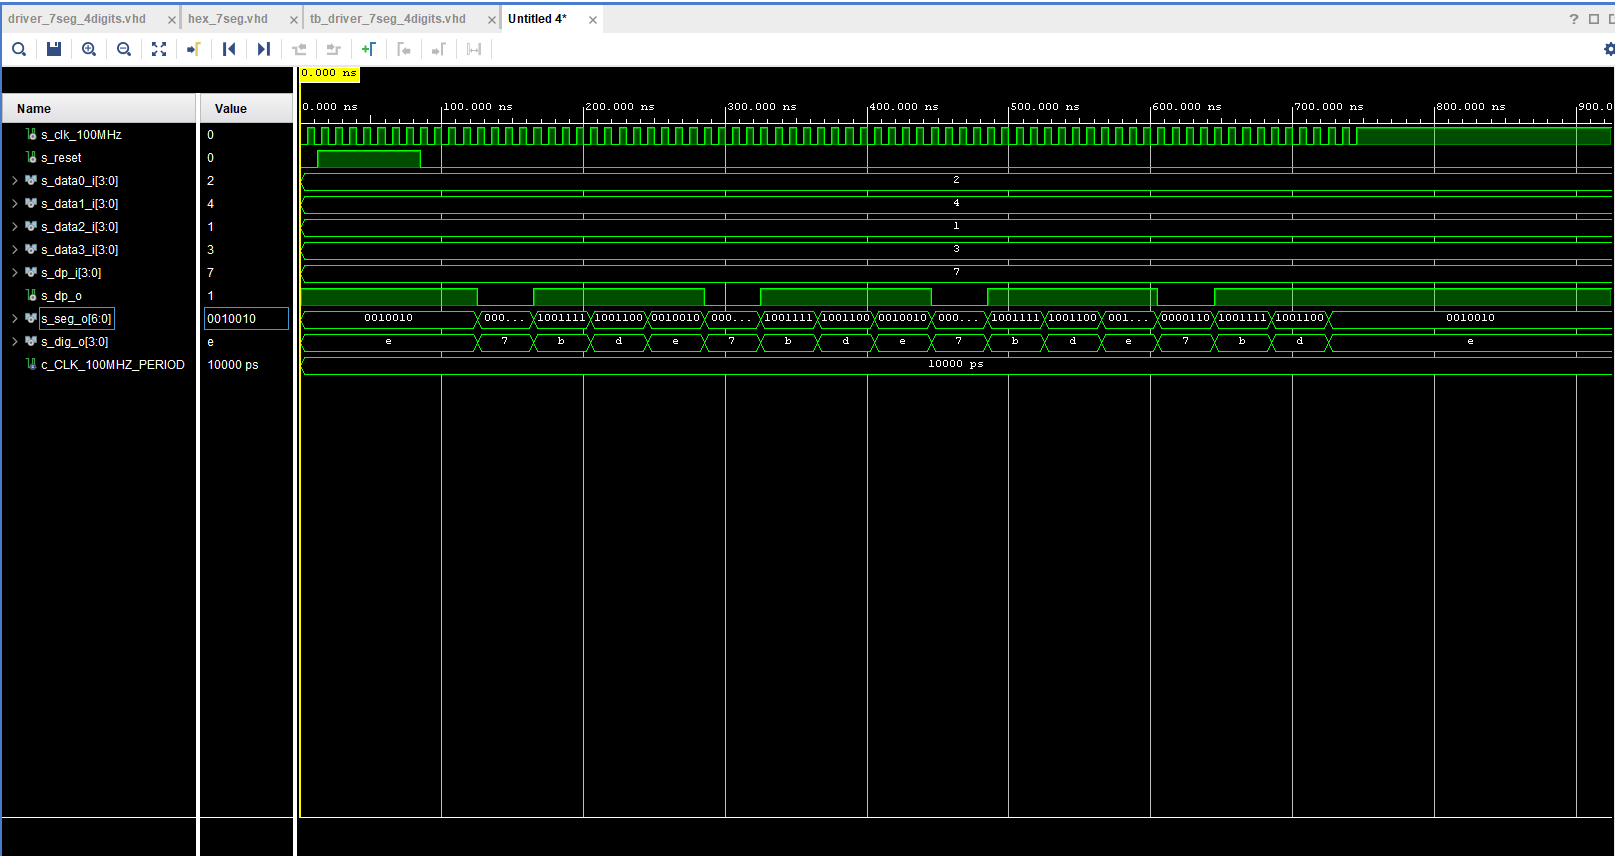 driver_7seg_4digits.vhd × hex_7seg.vhd × tb_driver_7seg_4digits.vhd × Untitled 4* ×
?
0.000 ns
Name Value
0.000 ns 100.000 ns 200.000 ns 300.000 ns 400.000 ns 500.000 ns 600.000 ns 700.000 ns 800.000 ns 900.0
s_clk_100MHz 0
s_reset 0
s_data0_i[3:0] 2 2
s_data1_i[3:0] 4 4
s_data2_i[3:0] 1 1
s_data3_i[3:0] 3 3
s_dp_i[3:0] 7 7
s_dp_o 1
s_seg_o[6:0] 0010010 0010010 000... 1001111 1001100 0010010 000... 1001111 1001100 0010010 000... 1001111 1001100 001... 0000110 1001111 1001100 0010010
s_dig_o[3:0] e e 7 b d e 7 b d e 7 b d e 7 b d e
c_CLK_100MHZ_PERIOD 10000 ps 10000 ps